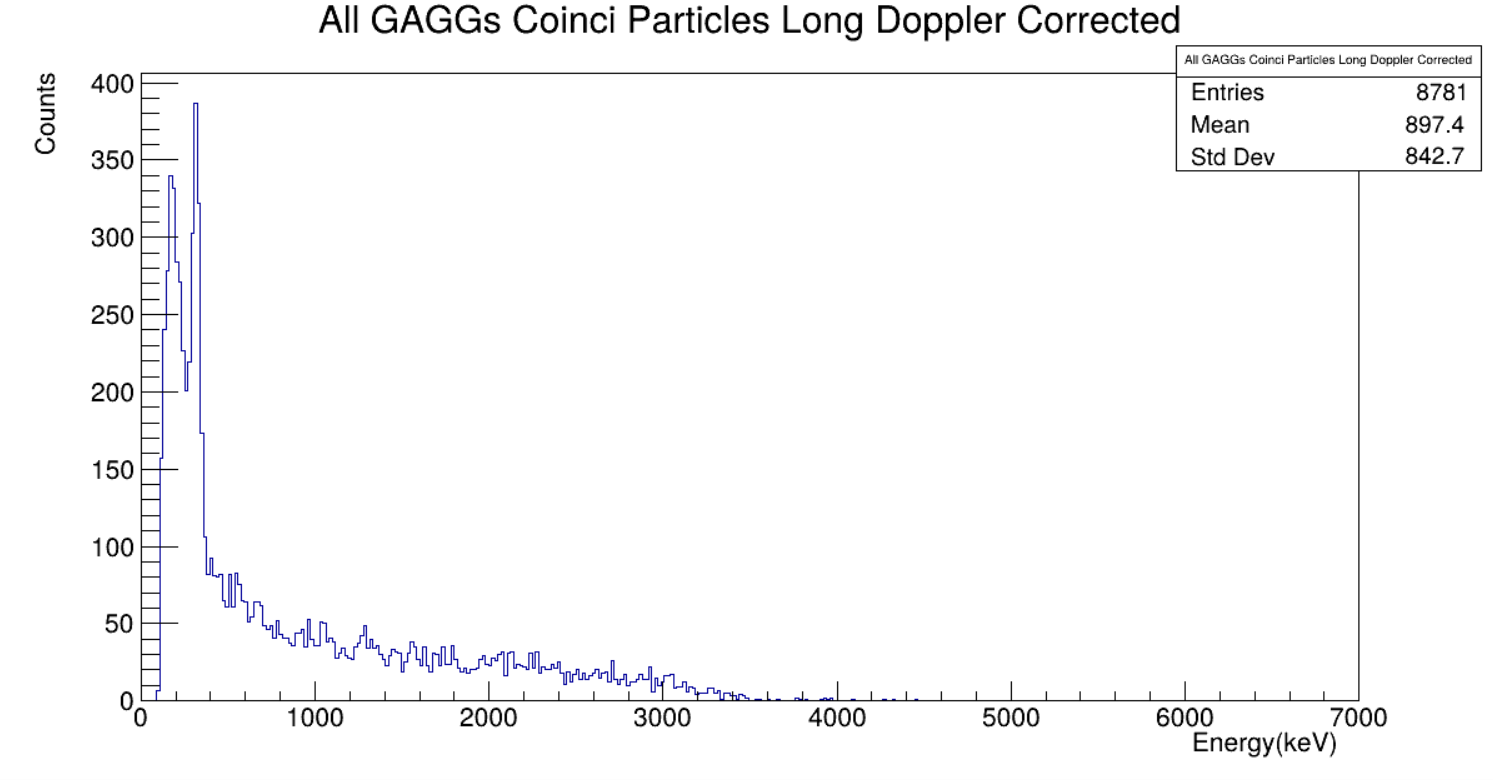 All GAGGs Coinci Particles Long Doppler Corrected
All GAGGs Coinci Particles Long Doppler Corrected
Entries 8781
Mean 897.4
Std Dev 842.7
Counts
400
350
300
250
200
150
100
50
0
0 1000 2000 3000 4000 5000 6000 7000
Energy(keV)